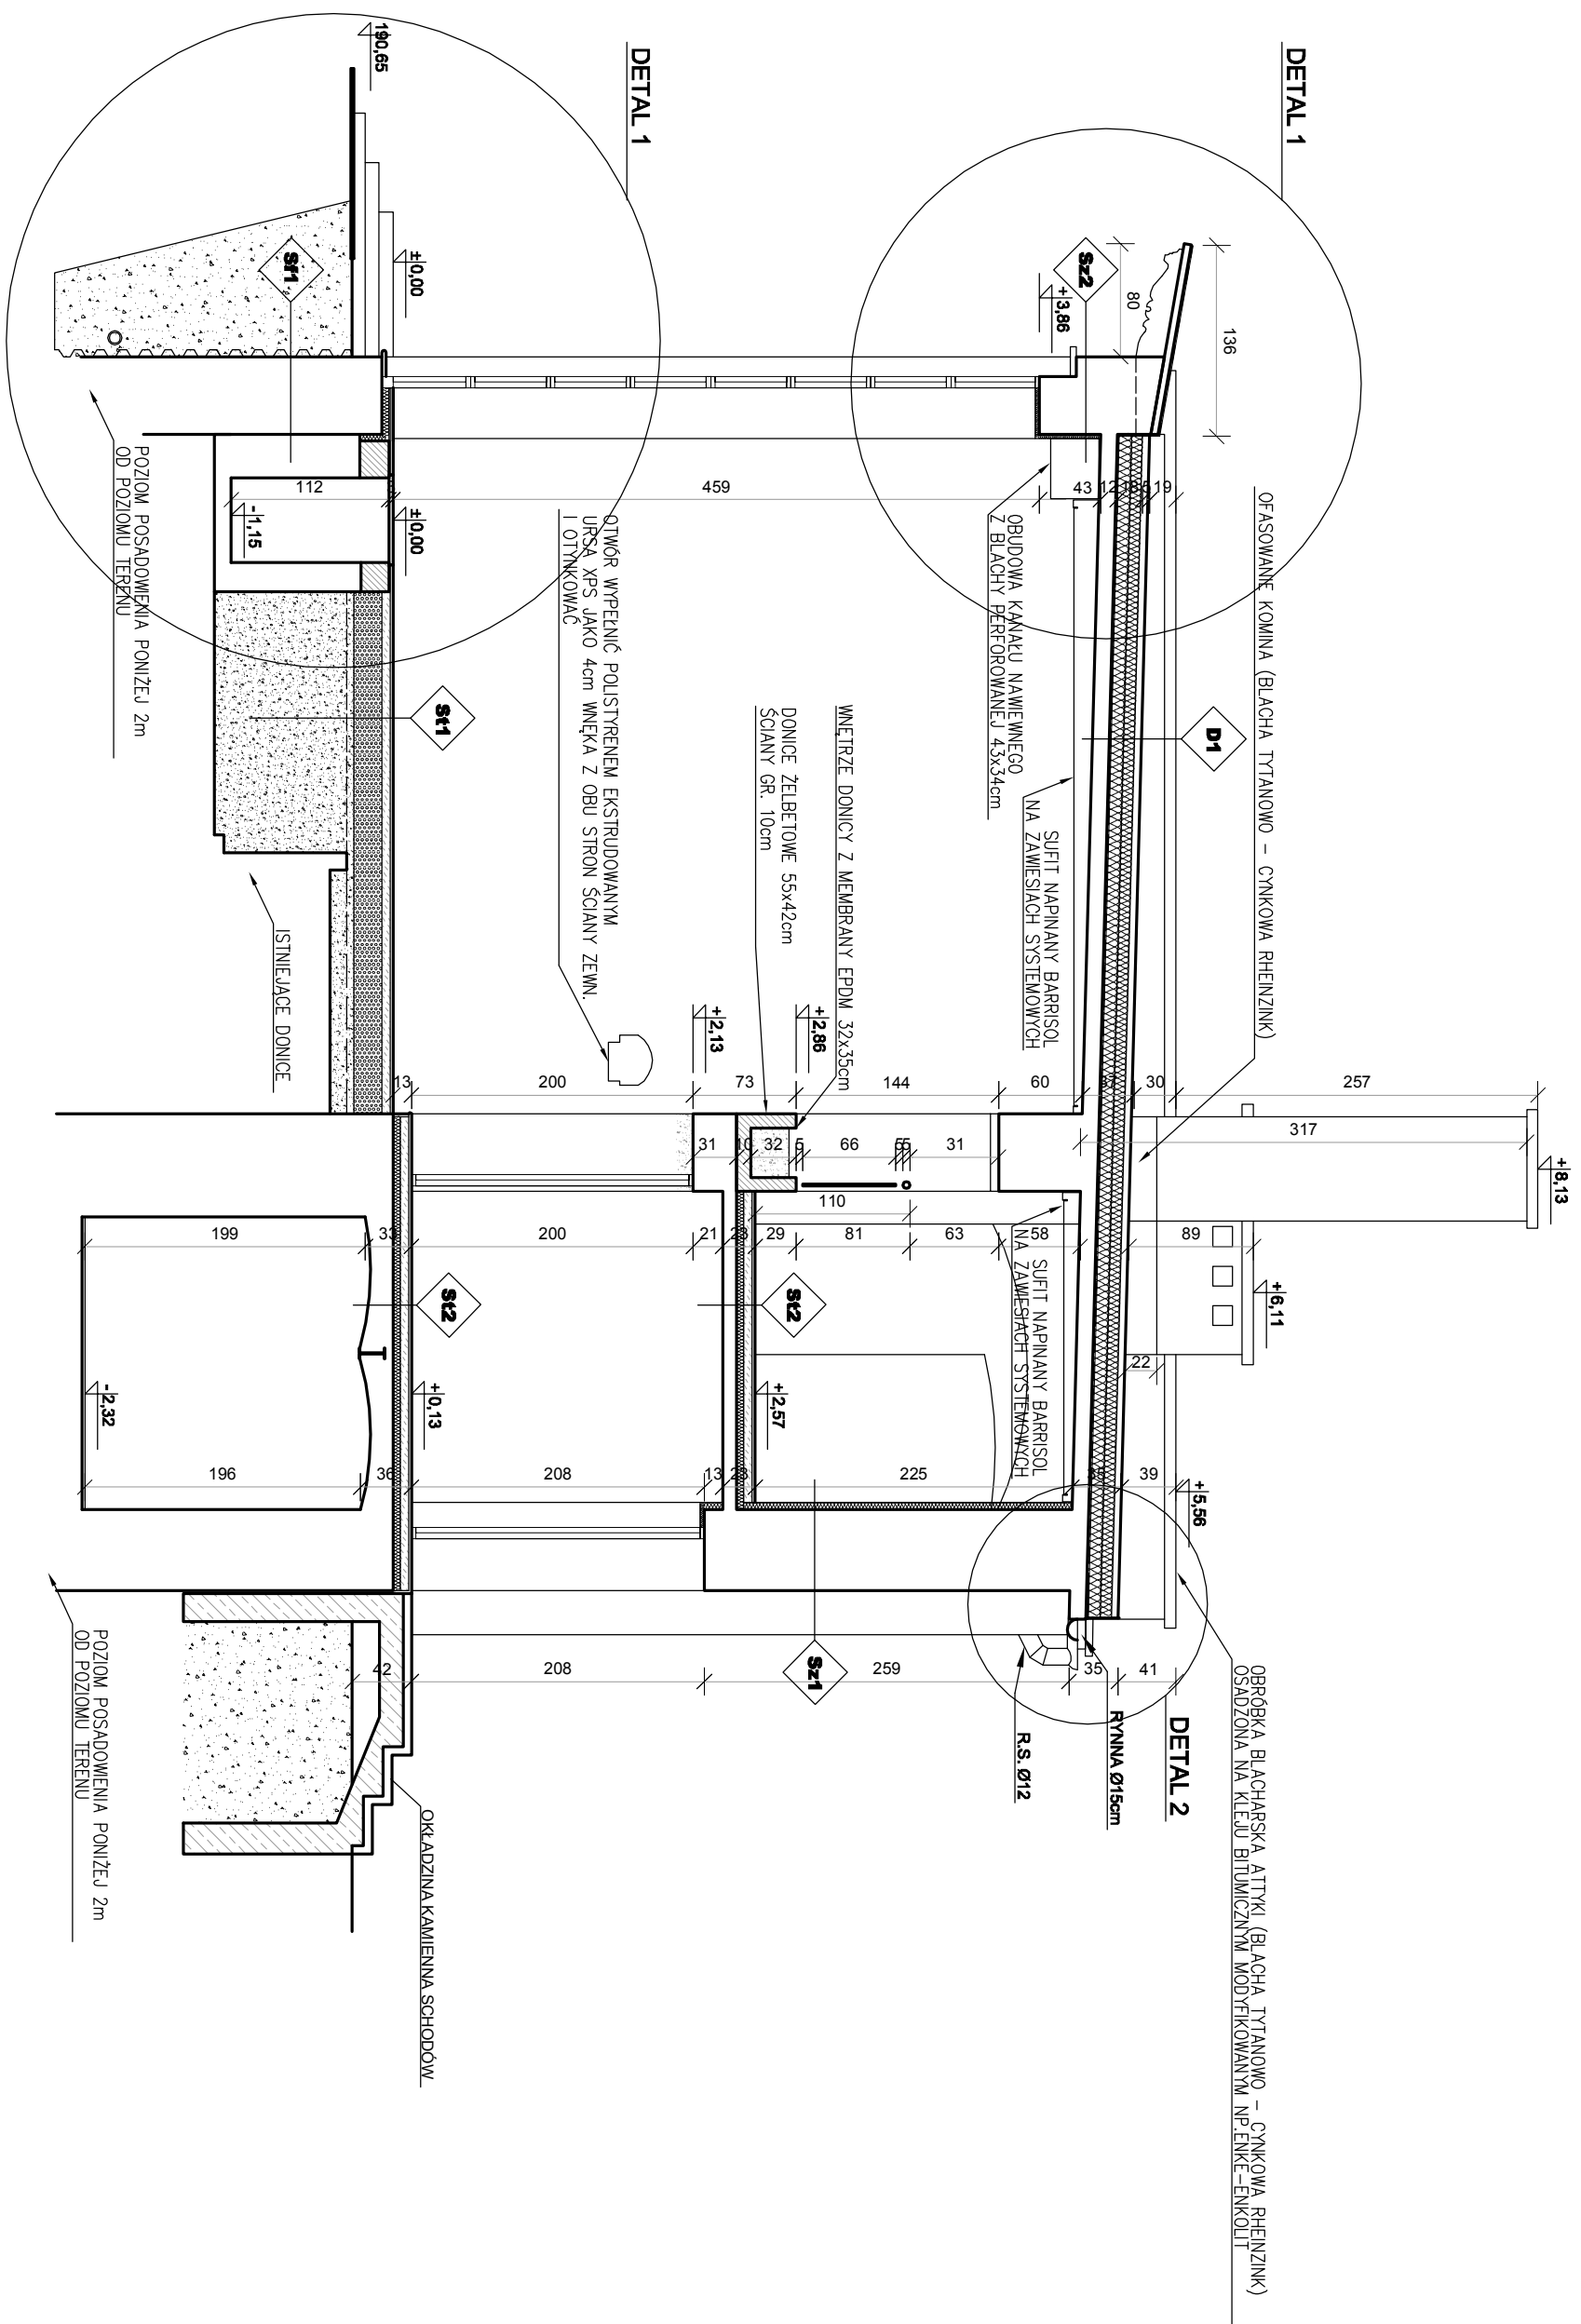 OBRÓBKA BLACHARSKA ATTYKI (BLACHA TYTANOWO – CYNKOWA RHEINZINK)
OSADZONA NA KLEJU BITUMICZNYM MODYFIKOWANYM NP.ENKE–ENKOLIT
OFASOWANIE KOMINA (BLACHA TYTANOWO – CYNKOWA RHEINZINK)
DETAL 1
DETAL 2
RYNNA Ø15cm
R.S. Ø12
+8,13
+6,11
+5,56
257
317
89
22
30
39
41
35
136
80
19
43
D1
Sz2
+3,86
SUFIT NAPINANY BARRISOL
NA ZAWIESIACH SYSTEMOWYCH
OBUDOWA KANAŁU NAWIEWNEGO
Z BLACHY PERFOROWANEJ 43x34cm
SUFIT NAPINANY BARRISOL
NA ZAWIESIACH SYSTEMOWYCH
60
58
144
31
66
5
32
31
63
81
110
29
21
225
259
WNĘTRZE DONICY Z MEMBRANY EPDM 32x35cm
DONICE ŻELBETOWE 55x42cm
ŚCIANY GR. 10cm
+2,86
+2,57
+2,13
St2
Sz1
73
13
459
200
200
208
208
DETAL 1
OTWÓR WYPEŁNIĆ POLISTYRENEM EKSTRUDOWANYM
URSA XPS JAKO 4cm WNĘKA Z OBU STRON ŚCIANY ZEWN.
I OTYNKOWAĆ
190,65
±0,00
±0,00
+0,13
13
St1
St2
Sf1
112
-1,15
33
36
42
199
196
-2,32
ISTNIEJĄCE DONICE
OKŁADZINA KAMIENNA SCHODÓW
POZIOM POSADOWIENIA PONIŻEJ 2m
OD POZIOMU TERENU
POZIOM POSADOWIENIA PONIŻEJ 2m
OD POZIOMU TERENU